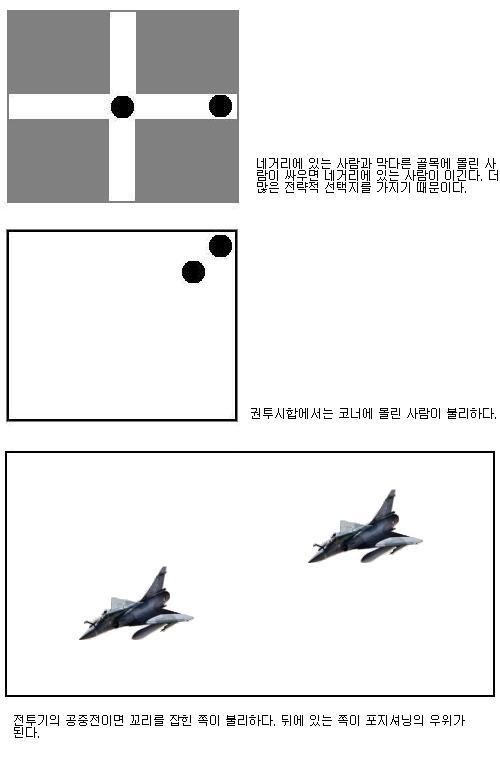 네거리에 있는 사람과 막다른 골목에 몰린 사
람이 싸우면 네거리에 있는 사람이 이긴다. 더
많은 전략적 선택지를 가지기 때문이다.
권투시합에서는 코너에 몰린 사람이 불리하다.
전투기의 공중전이면 꼬리를 잡힌 쪽이 불리하다. 뒤에 있는 쪽이 포지셔닝의 우위가
된다.